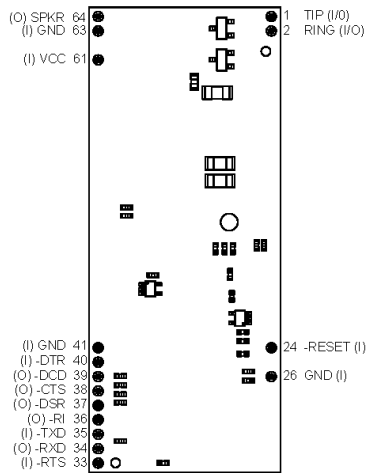 (O) SPKR 64
1 TIP (I/0)
(I) GND 63
2 RING (I/O)
(I) VCC 61
(I) GND 41
24 -RESET (I)
(I) -DTR 40
(O) -DCD 39
26 GND (I)
(O) -CTS 38
(O) -DSR 37
(O) -RI 36
(I) -TXD 35
(O) -RXD 34
(I) -RTS 33